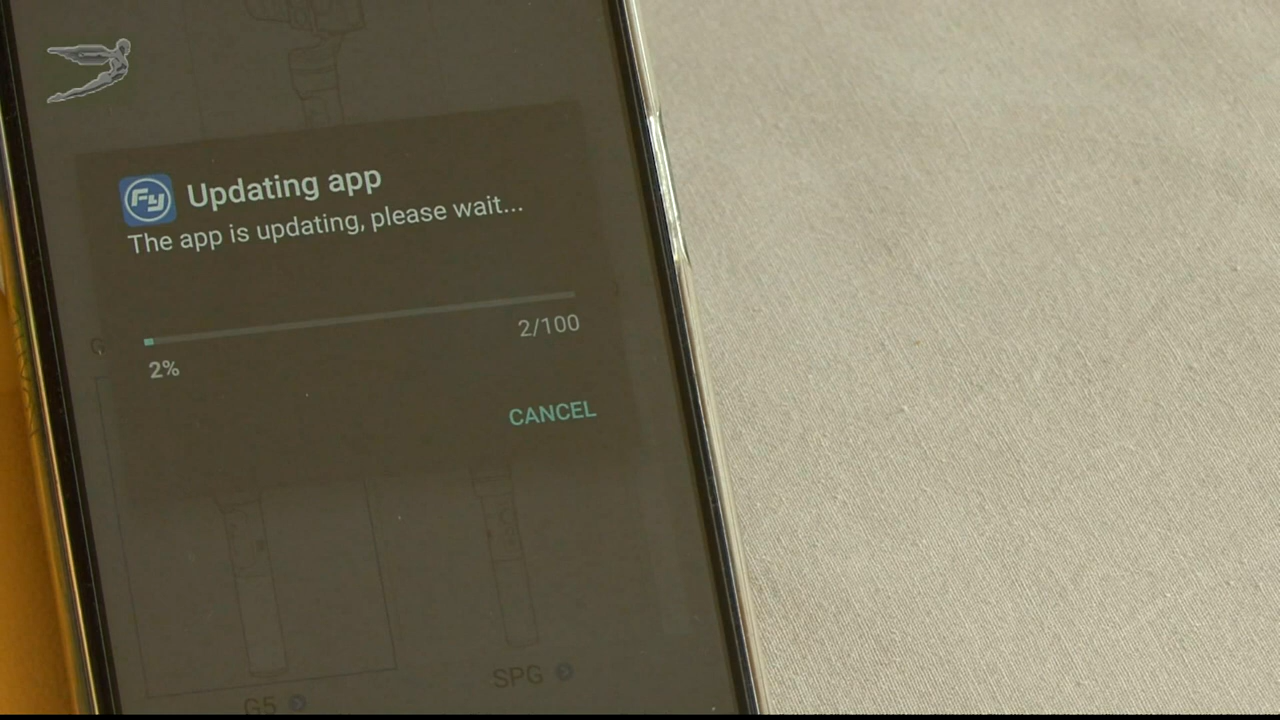 Fy Updating app
The app is updating, please wait...
2/100
2%
CANCEL
SPG
G5